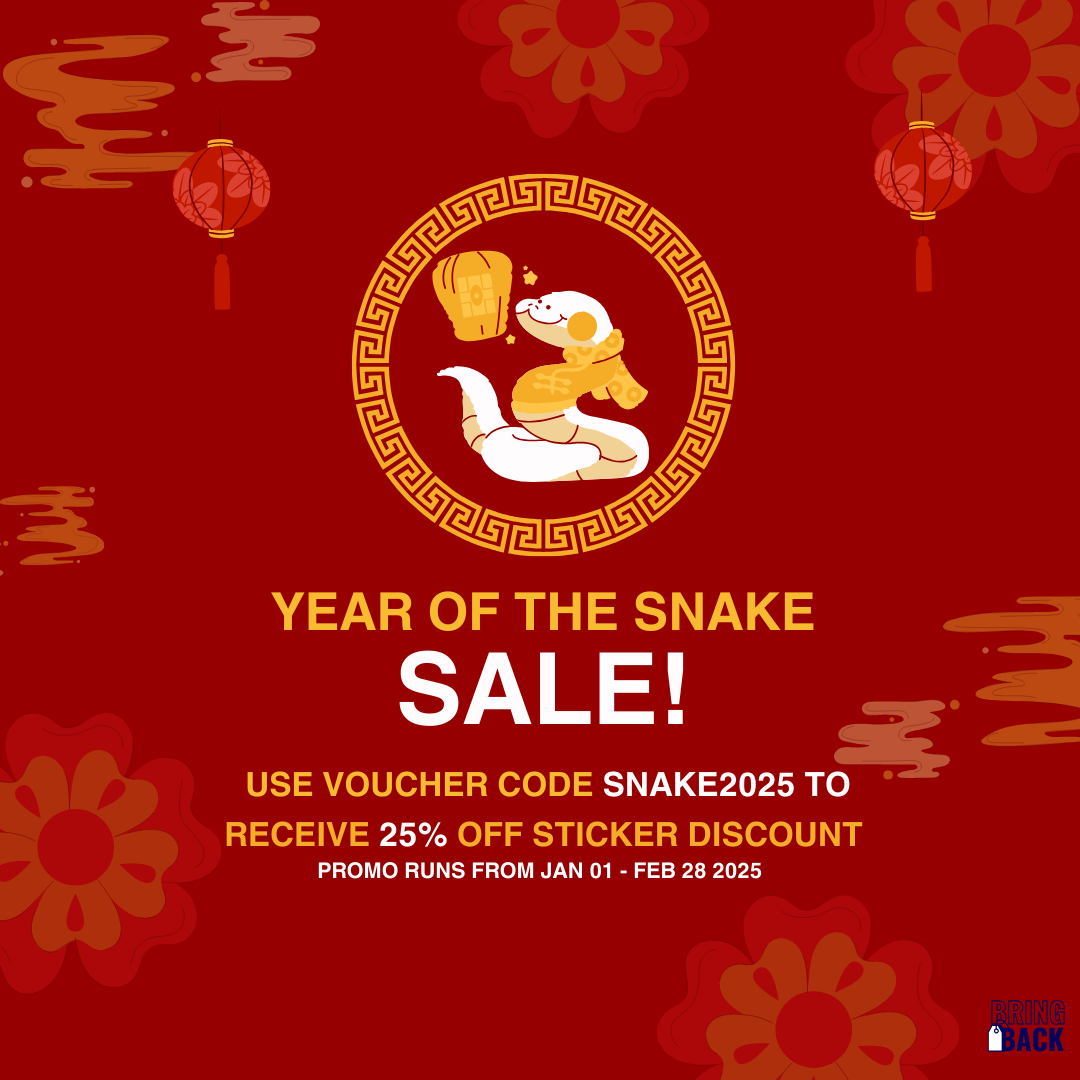 YEAR OF THE SNAKE
SALE!
USE VOUCHER CODE SNAKE2025 TO
RECEIVE 25% OFF STICKER DISCOUNT
PROMO RUNS FROM JAN 01 - FEB 28 2025
BRING
BACK